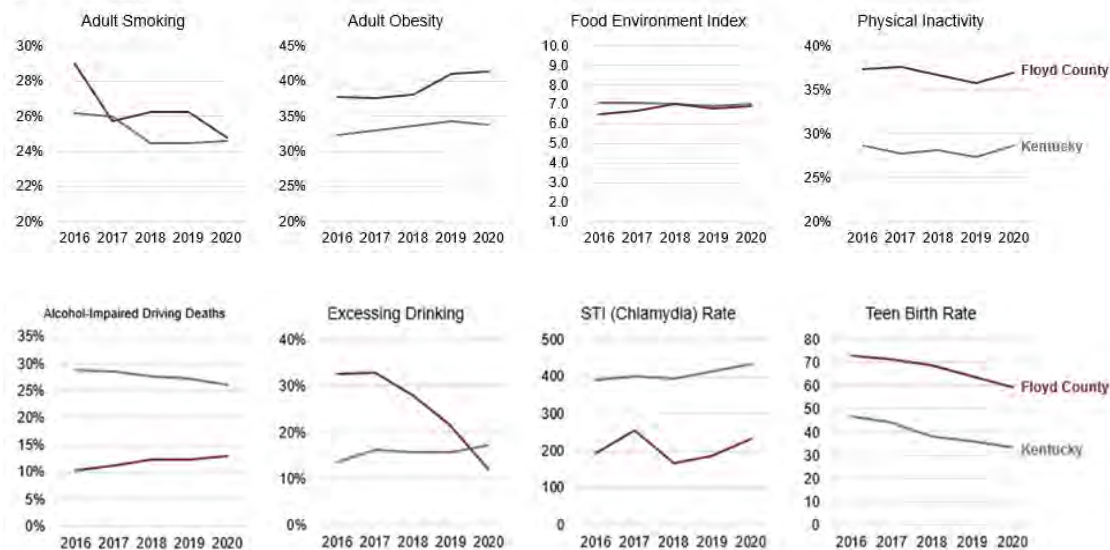 Adult Smoking
30%
28%
26%
24%
22%
20%
2016 2017 2018 2019 2020
Adult Obesity
45%
40%
35%
30%
25%
20%
2016 2017 2018 2019 2020
Food Environment Index
10.0
9.0
8.0
7.0
6.0
5.0
4.0
3.0
2.0
1.0
2016 2017 2018 2019 2020
Physical Inactivity
40%
35%
30%
25%
20%
Floyd County
Kentucky
2016 2017 2018 2019 2020
Alcohol-Impaired Driving Deaths
35%
30%
25%
20%
15%
10%
5%
0%
2016 2017 2018 2019 2020
Excessing Drinking
40%
30%
20%
10%
0%
2016 2017 2018 2019 2020
STI (Chlamydia) Rate
500
400
300
200
100
0
2016 2017 2018 2019 2020
Teen Birth Rate
80
70
60
50
40
30
20
10
0
Floyd County
Kentucky
2016 2017 2018 2019 2020